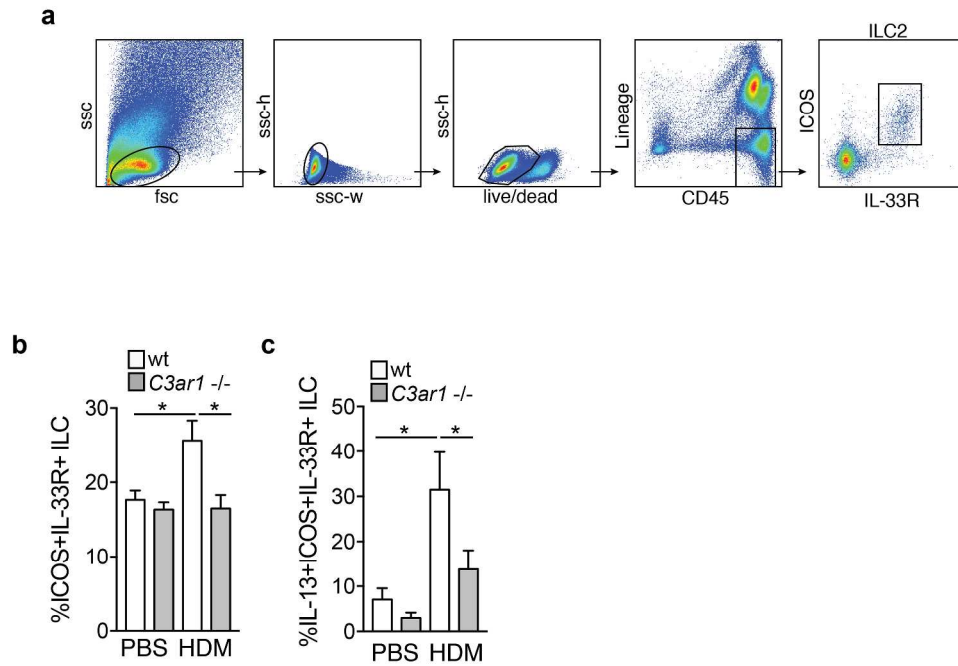 a
ssc
fsc
ssc-h
ssc-w
ssc-h
live/dead
Lineage
CD45
ILC2
ICOS
IL-33R
b
wt
C3ar1 -/-
%ICOS+IL-33R+ ILC
30
20
10
0
* *
PBS HDM
c
wt
C3ar1 -/-
%IL-13+ICOS+IL-33R+ ILC
50
40
30
20
10
0
* *
PBS HDM